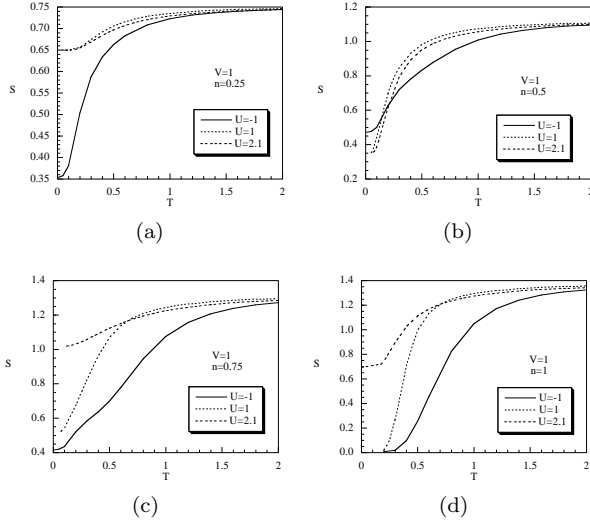 0.75
0.70
0.65
0.60
0.55
0.50
0.45
0.40
0.35
S
0
0.5
1
1.5
2
T
V=1
n=0.25
U=-1
U=1
U=2.1
(a)
1.2
1.0
0.8
0.6
0.4
0.2
S
0
0.5
1
1.5
2
T
V=1
n=0.5
U=-1
U=1
U=2.1
(b)
1.4
1.2
1.0
0.8
0.6
0.4
S
0
0.5
1
1.5
2
T
V=1
n=0.75
U=-1
U=1
U=2.1
(c)
1.4
1.2
1.0
0.8
0.6
0.4
0.2
0.0
S
0
0.5
1
1.5
2
T
V=1
n=1
U=-1
U=1
U=2.1
(d)